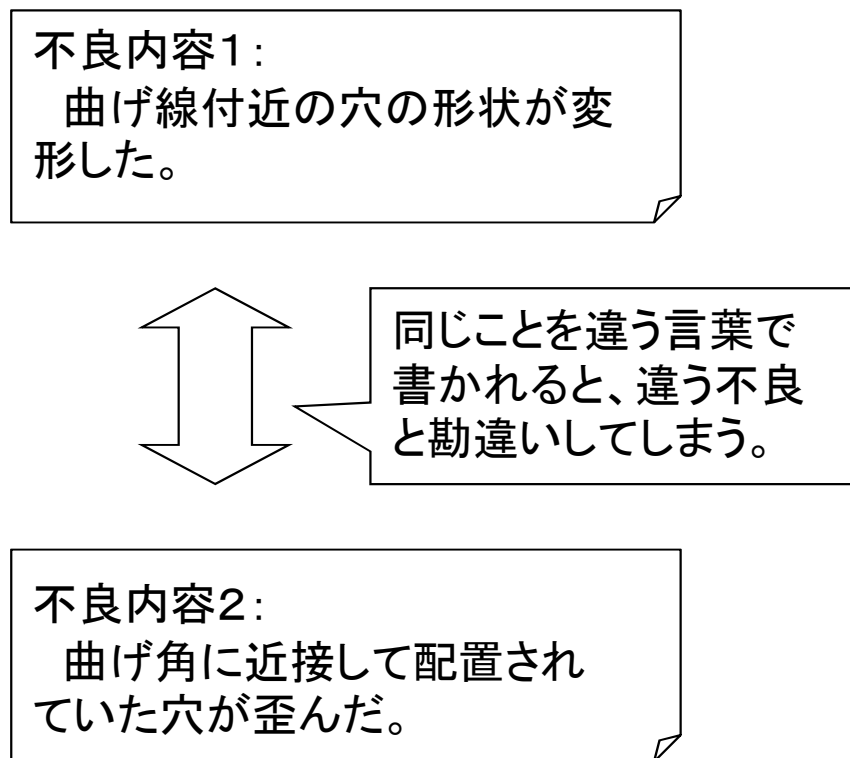 不良内容1:
曲げ線付近の穴の形状が変
形した。
同じことを違う言葉で
書かれると、違う不良
と勘違いしてしまう。
不良内容2:
曲げ角に近接して配置され
ていた穴が歪んだ。